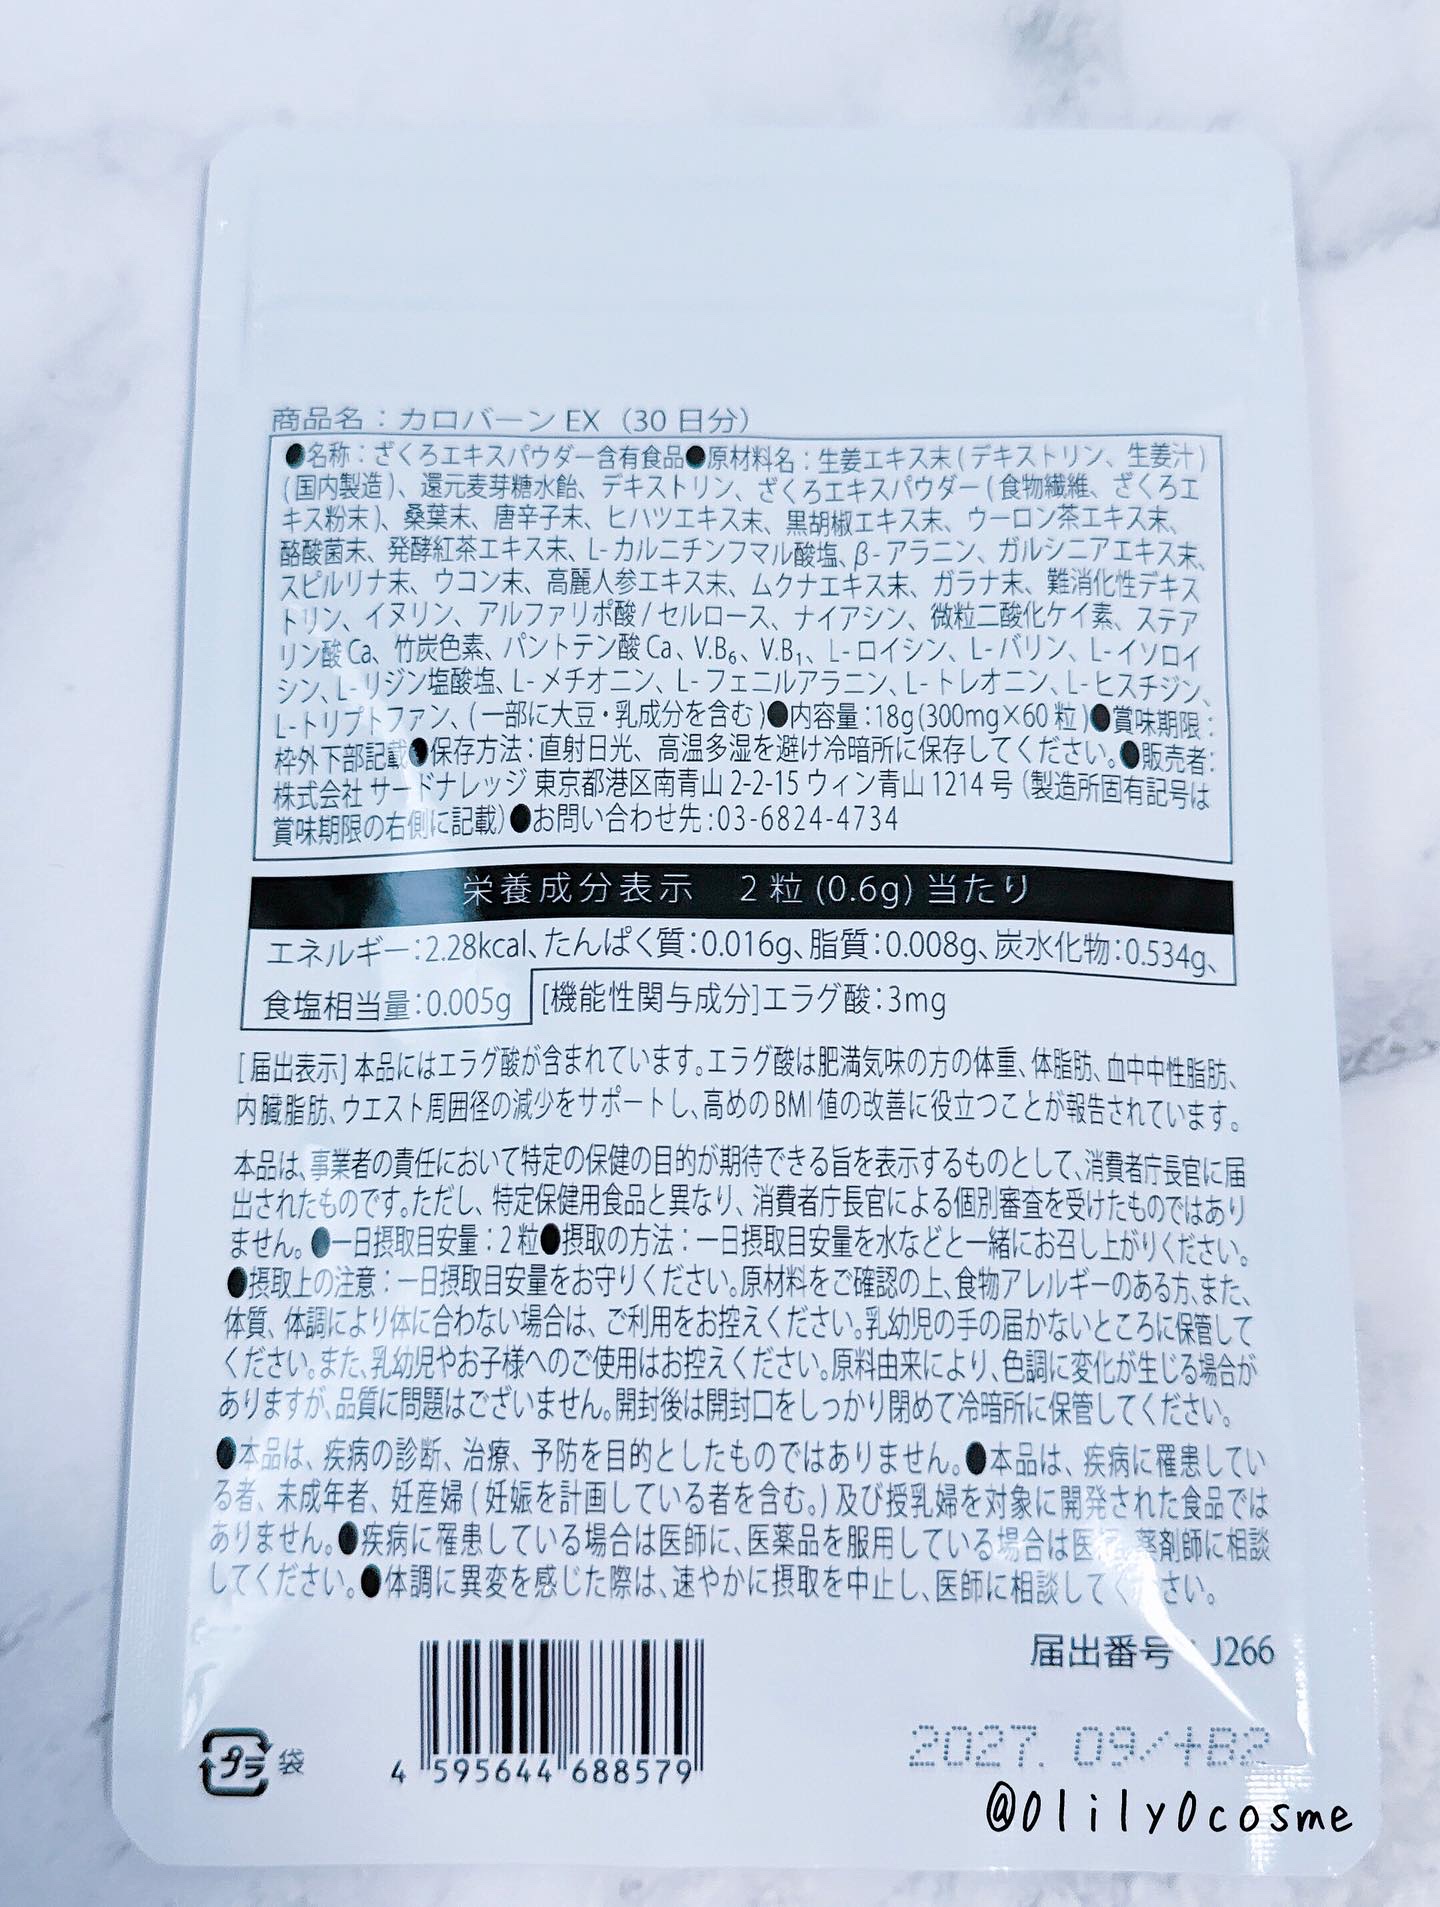 商品名：カロバーンEX（30日分）
●名称：ざくろエキスパウダー含有食品●原材料名：生姜エキス末(デキストリン、生姜汁)
(国内製造)、還元麦芽糖水飴、デキストリン、ざくろエキスパウダー(食物繊維、ざくろエ
キス粉末)、桑葉末、唐辛子末、ヒハツエキス末、黒胡椒エキス末、ウーロン茶エキス末、
酪酸菌末、発酵紅茶エキス末、L-カルニチンフマル酸塩、β-アラニン、ガルシニアエキス末、
スピルリナ末、ウコン末、高麗人参エキス末、ムクナエキス末、ガラナ末、難消化性デキス
トリン、イヌリン、アルファリポ酸/セルロース、ナイアシン、微粒二酸化ケイ素、ステア
リン酸Ca、竹炭色素、パントテン酸Ca、V.B₆、V.B₁、L-ロイシン、L-バリン、L-イソロイ
シン、L-リジン塩酸塩、L-メチオニン、L-フェニルアラニン、L-トレオニン、L-ヒスチジン、
L-トリプトファン、(一部に大豆・乳成分を含む)●内容量：18g(300mg×60粒)●賞味期限：
枠外下部記載●保存方法：直射日光、高温多湿を避け冷暗所に保存してください。●販売者：
株式会社サードナレッジ 東京都港区南青山2-2-15ウィン青山1214号（製造所固有記号は
賞味期限の右側に記載）●お問い合わせ先：03-6824-4734
栄養成分表示　2粒(0.6g)当たり
エネルギー：2.28kcal、たんぱく質：0.016g、脂質：0.008g、炭水化物：0.534g、
食塩相当量：0.005g [機能性関与成分]エラグ酸：3mg
[届出表示]本品にはエラグ酸が含まれています。エラグ酸は肥満気味の方の体重、体脂肪、血中中性脂肪、
内臓脂肪、ウエスト周囲径の減少をサポートし、高めのBMI値の改善に役立つことが報告されています。
本品は、事業者の責任において特定の保健の目的が期待できる旨を表示するものとして、消費者庁長官に届
出されたものです。ただし、特定保健用食品と異なり、消費者庁長官による個別審査を受けたものではあり
ません。●一日摂取目安量：2粒●摂取の方法：一日摂取目安量を水などと一緒にお召し上がりください。
●摂取上の注意：一日摂取目安量をお守りください。原材料をご確認の上、食物アレルギーのある方、また、
体質、体調により体に合わない場合は、ご利用をお控えください。乳幼児の手の届かないところに保管して
ください。また、乳幼児やお子様へのご使用はお控えください。原料由来により、色調に変化が生じる場合が
ありますが、品質に問題はございません。開封後は開封口をしっかり閉めて冷暗所に保管してください。
●本品は、疾病の診断、治療、予防を目的としたものではありません。●本品は、疾病に罹患してい
る者、未成年者、妊産婦(妊娠を計画している者を含む。)及び授乳婦を対象に開発された食品では
ありません。●疾病に罹患している場合は医師に、医薬品を服用している場合は医師、薬剤師に相談
してください。●体調に異変を感じた際は、速やかに摂取を中止し、医師に相談してください。
届出番号：J266
プラ 袋
4 595644 688579
2027. 09/+B2
@0lily0cosme